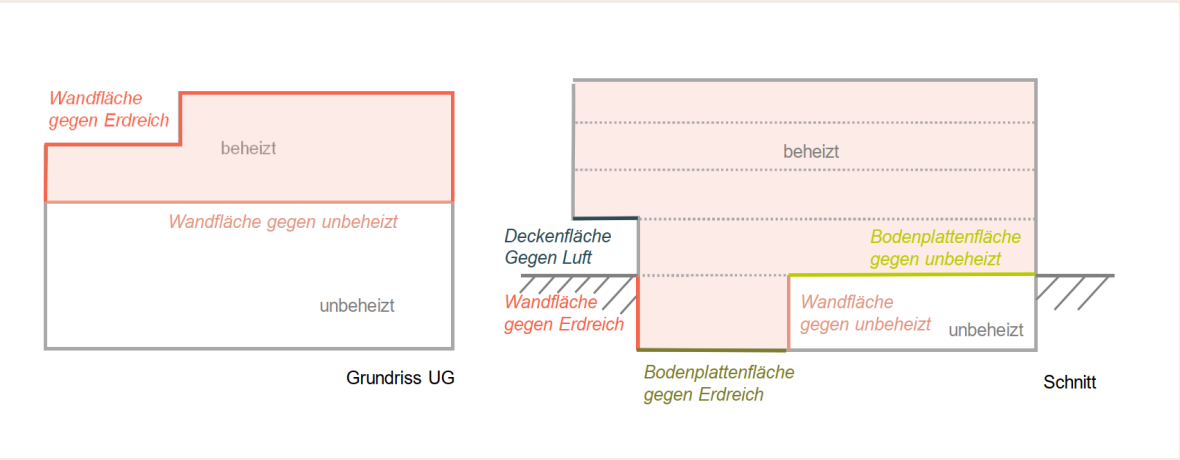 Wandfläche
gegen Erdreich
beheizt
Wandfläche gegen unbeheizt
unbeheizt
Grundriss UG
beheizt
Deckenfläche
Gegen Luft
Bodenplattenfläche
gegen unbeheizt
Wandfläche
gegen Erdreich
Wandfläche
gegen unbeheizt
unbeheizt
Bodenplattenfläche
gegen Erdreich
Schnitt